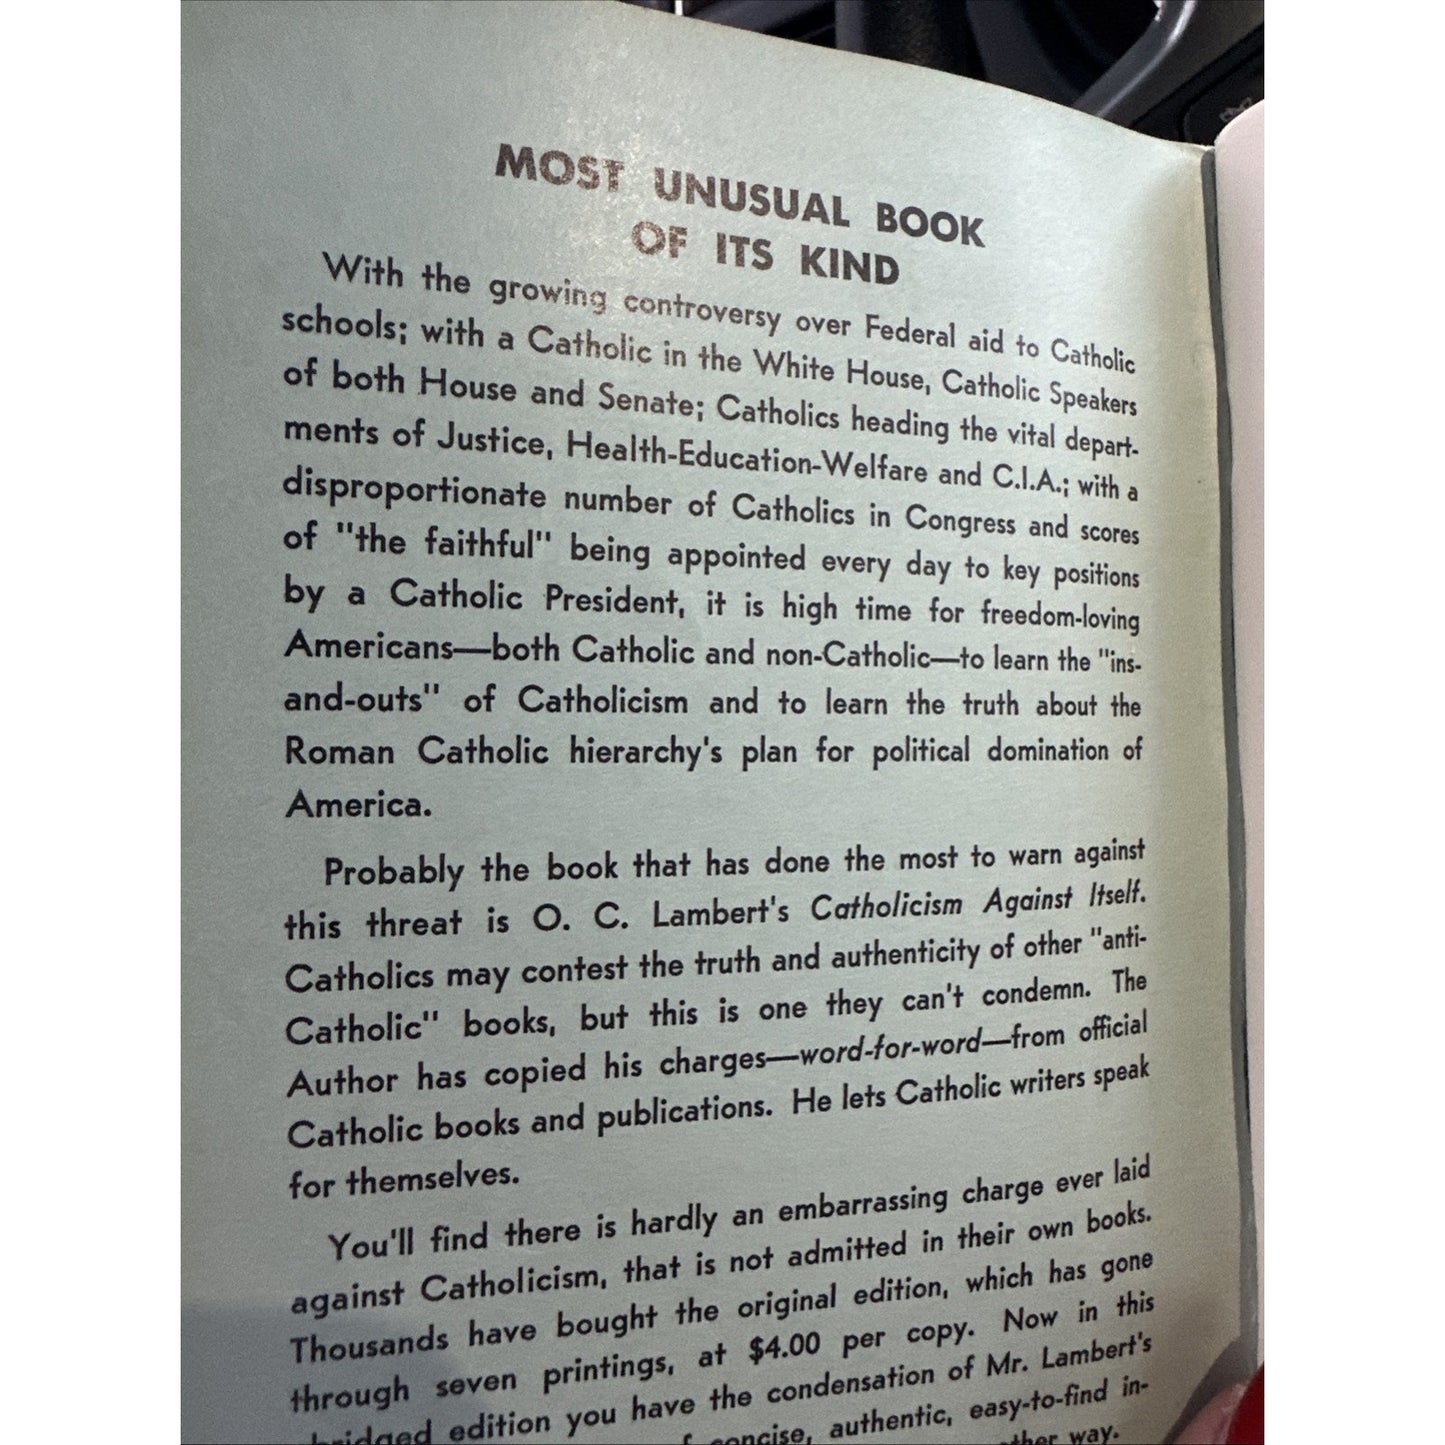 MOST UNUSUAL BOOK
OF ITS KIND
With the growing controversy over Federal aid to Catholic
schools; with a Catholic in the White House, Catholic Speakers
of both House and Senate; Catholics heading the vital depart-
ments of Justice, Health-Education-Welfare and C.I.A.; with a
disproportionate number of Catholics in Congress and scores
of "the faithful" being appointed every day to key positions
by a Catholic President, it is high time for freedom-loving
Americans—both Catholic and non-Catholic—to learn the "ins-
and-outs" of Catholicism and to learn the truth about the
Roman Catholic hierarchy's plan for political domination of
America.
Probably the book that has done the most to warn against
this threat is O. C. Lambert's Catholicism Against Itself.
Catholics may contest the truth and authenticity of other "anti-
Catholic" books, but this is one they can't condemn. The
Author has copied his charges—word-for-word—from official
Catholic books and publications. He lets Catholic writers speak
for themselves.
You'll find there is hardly an embarrassing charge ever laid
against Catholicism, that is not admitted in their own books.
Thousands have bought the original edition, which has gone
through seven printings, at $4.00 per copy. Now in this
edition you have the condensation of Mr. Lambert's
concise, authentic, easy-to-find in-
way.